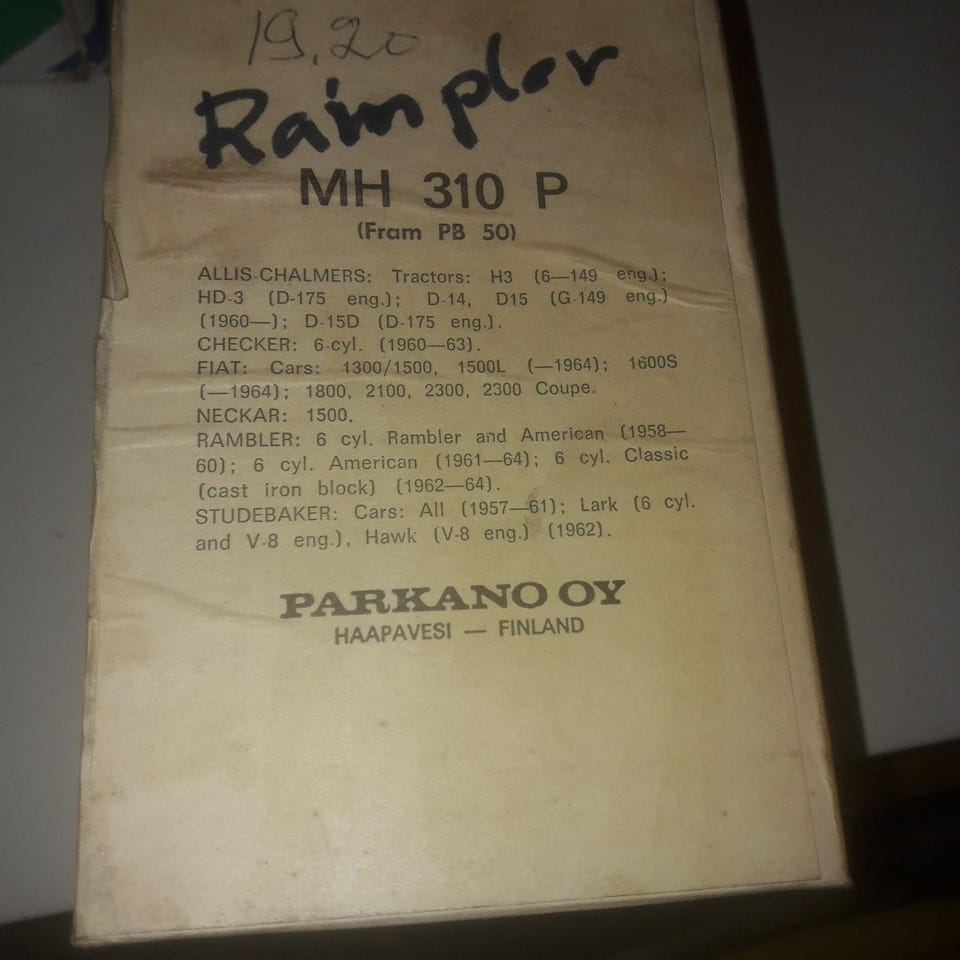 19,20
Raimpler
MH 310 P
(Fram PB 50)
ALLIS-CHALMERS: Tractors: H3 (6—149 eng.);
HD-3 (D-175 eng.); D-14, D15 (G-149 eng.)
(1960—); D-15D (D-175 eng.).
CHECKER: 6-cyl. (1960—63).
FIAT: Cars: 1300/1500, 1500L (—1964); 1600S
(—1964); 1800, 2100, 2300, 2300 Coupe.
NECKAR: 1500.
RAMBLER: 6 cyl. Rambler and American (1958—
60); 6 cyl. American (1961—64); 6 cyl. Classic
(cast iron block) (1962—64).
STUDEBAKER: Cars: All (1957—61); Lark (6 cyl.
and V-8 eng.), Hawk (V-8 eng.) (1962).
PARKANO OY
HAAPAVESI — FINLAND